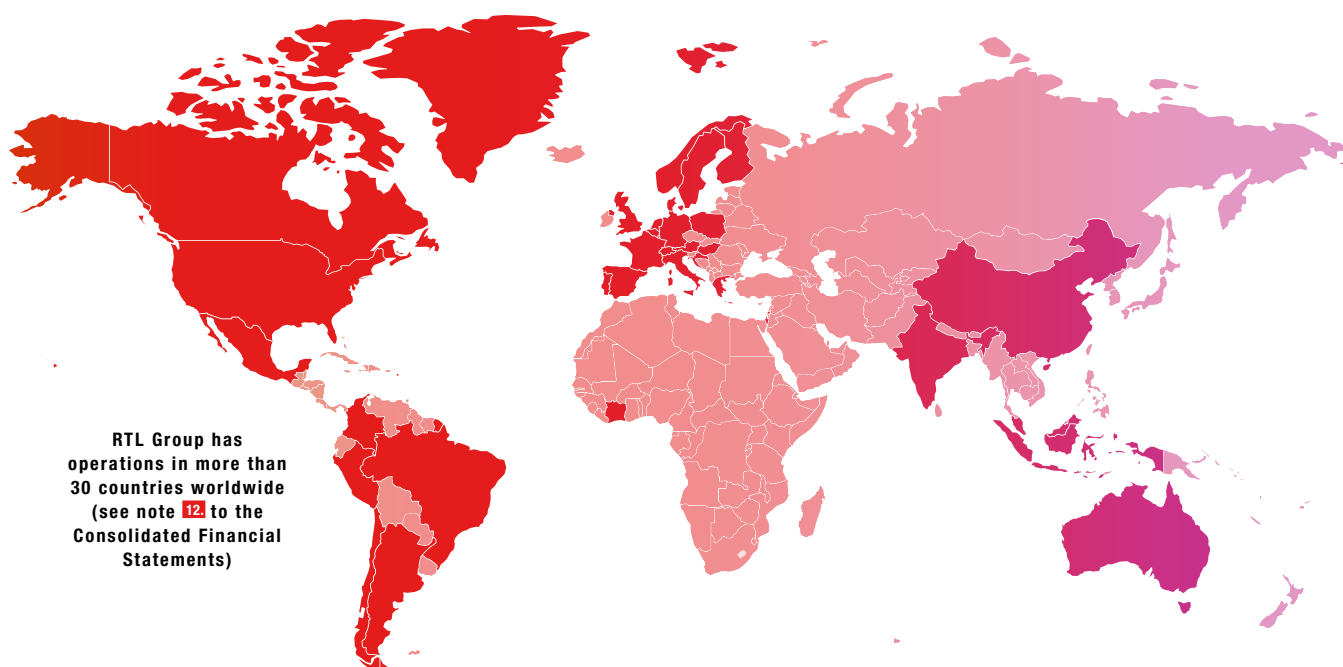 RTL Group has
operations in more than
30 countries worldwide
(see note 12. to the
Consolidated Financial
Statements)